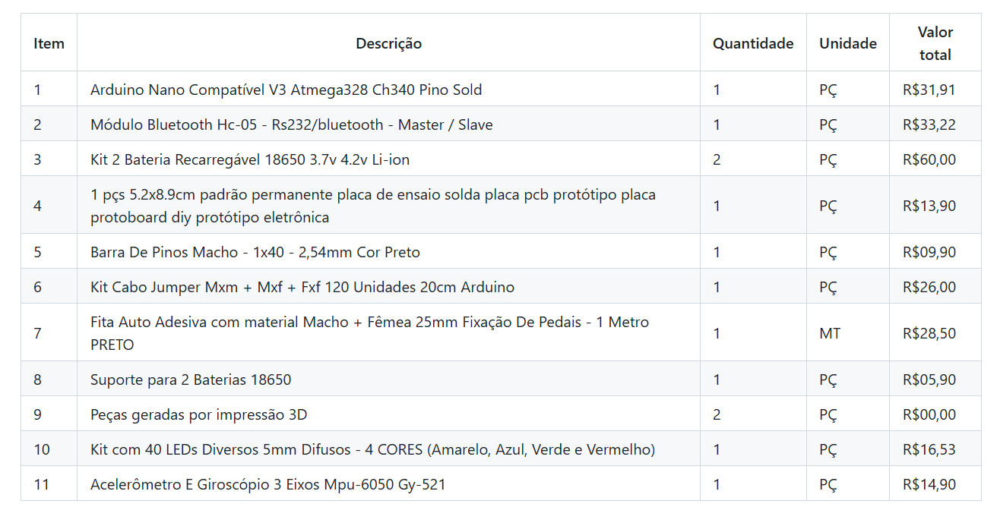 Item Descrição Quantidade Unidade Valor total
1 Arduino Nano Compatível V3 Atmega328 Ch340 Pino Sold 1 PÇ R$31,91
2 Módulo Bluetooth Hc-05 - Rs232/bluetooth - Master / Slave 1 PÇ R$33,22
3 Kit 2 Bateria Recarregável 18650 3.7v 4.2v Li-ion 2 PÇ R$60,00
4 1 pçs 5.2x8.9cm padrão permanente placa de ensaio solda placa pcb protótipo placa
protoboard diy protótipo eletrônica 1 PÇ R$13,90
5 Barra De Pinos Macho - 1x40 - 2,54mm Cor Preto 1 PÇ R$09,90
6 Kit Cabo Jumper Mxm + Mxf + Fxf 120 Unidades 20cm Arduino 1 PÇ R$26,00
7 Fita Auto Adesiva com material Macho + Fêmea 25mm Fixação De Pedais - 1 Metro
PRETO 1 MT R$28,50
8 Suporte para 2 Baterias 18650 1 PÇ R$05,90
9 Peças geradas por impressão 3D 2 PÇ R$00,00
10 Kit com 40 LEDs Diversos 5mm Difusos - 4 CORES (Amarelo, Azul, Verde e Vermelho) 1 PÇ R$16,53
11 Acelerômetro E Giroscópio 3 Eixos Mpu-6050 Gy-521 1 PÇ R$14,90